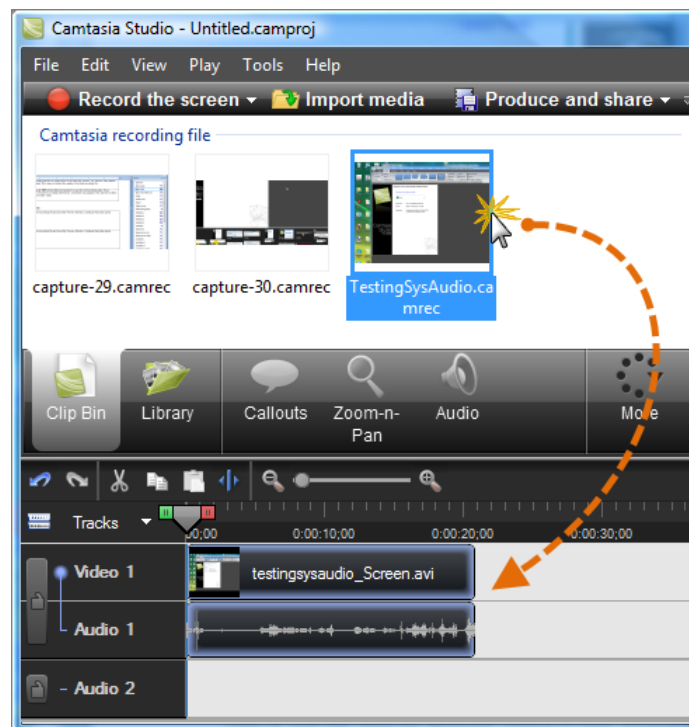 Camtasia Studio - Untitled.camproj
File Edit View Play Tools Help
Record the screen Import media Produce and share
Camtasia recording file
capture-29.camrec capture-30.camrec TestingSysAudio.ca
mrec
Clip Bin Library Callouts Zoom-n- Audio More
Pan
Tracks 00;00 0:00:10;00 0:00:20;00 0:00:30;00
Video 1 testingsysaudio_Screen.avi
Audio 1
- Audio 2